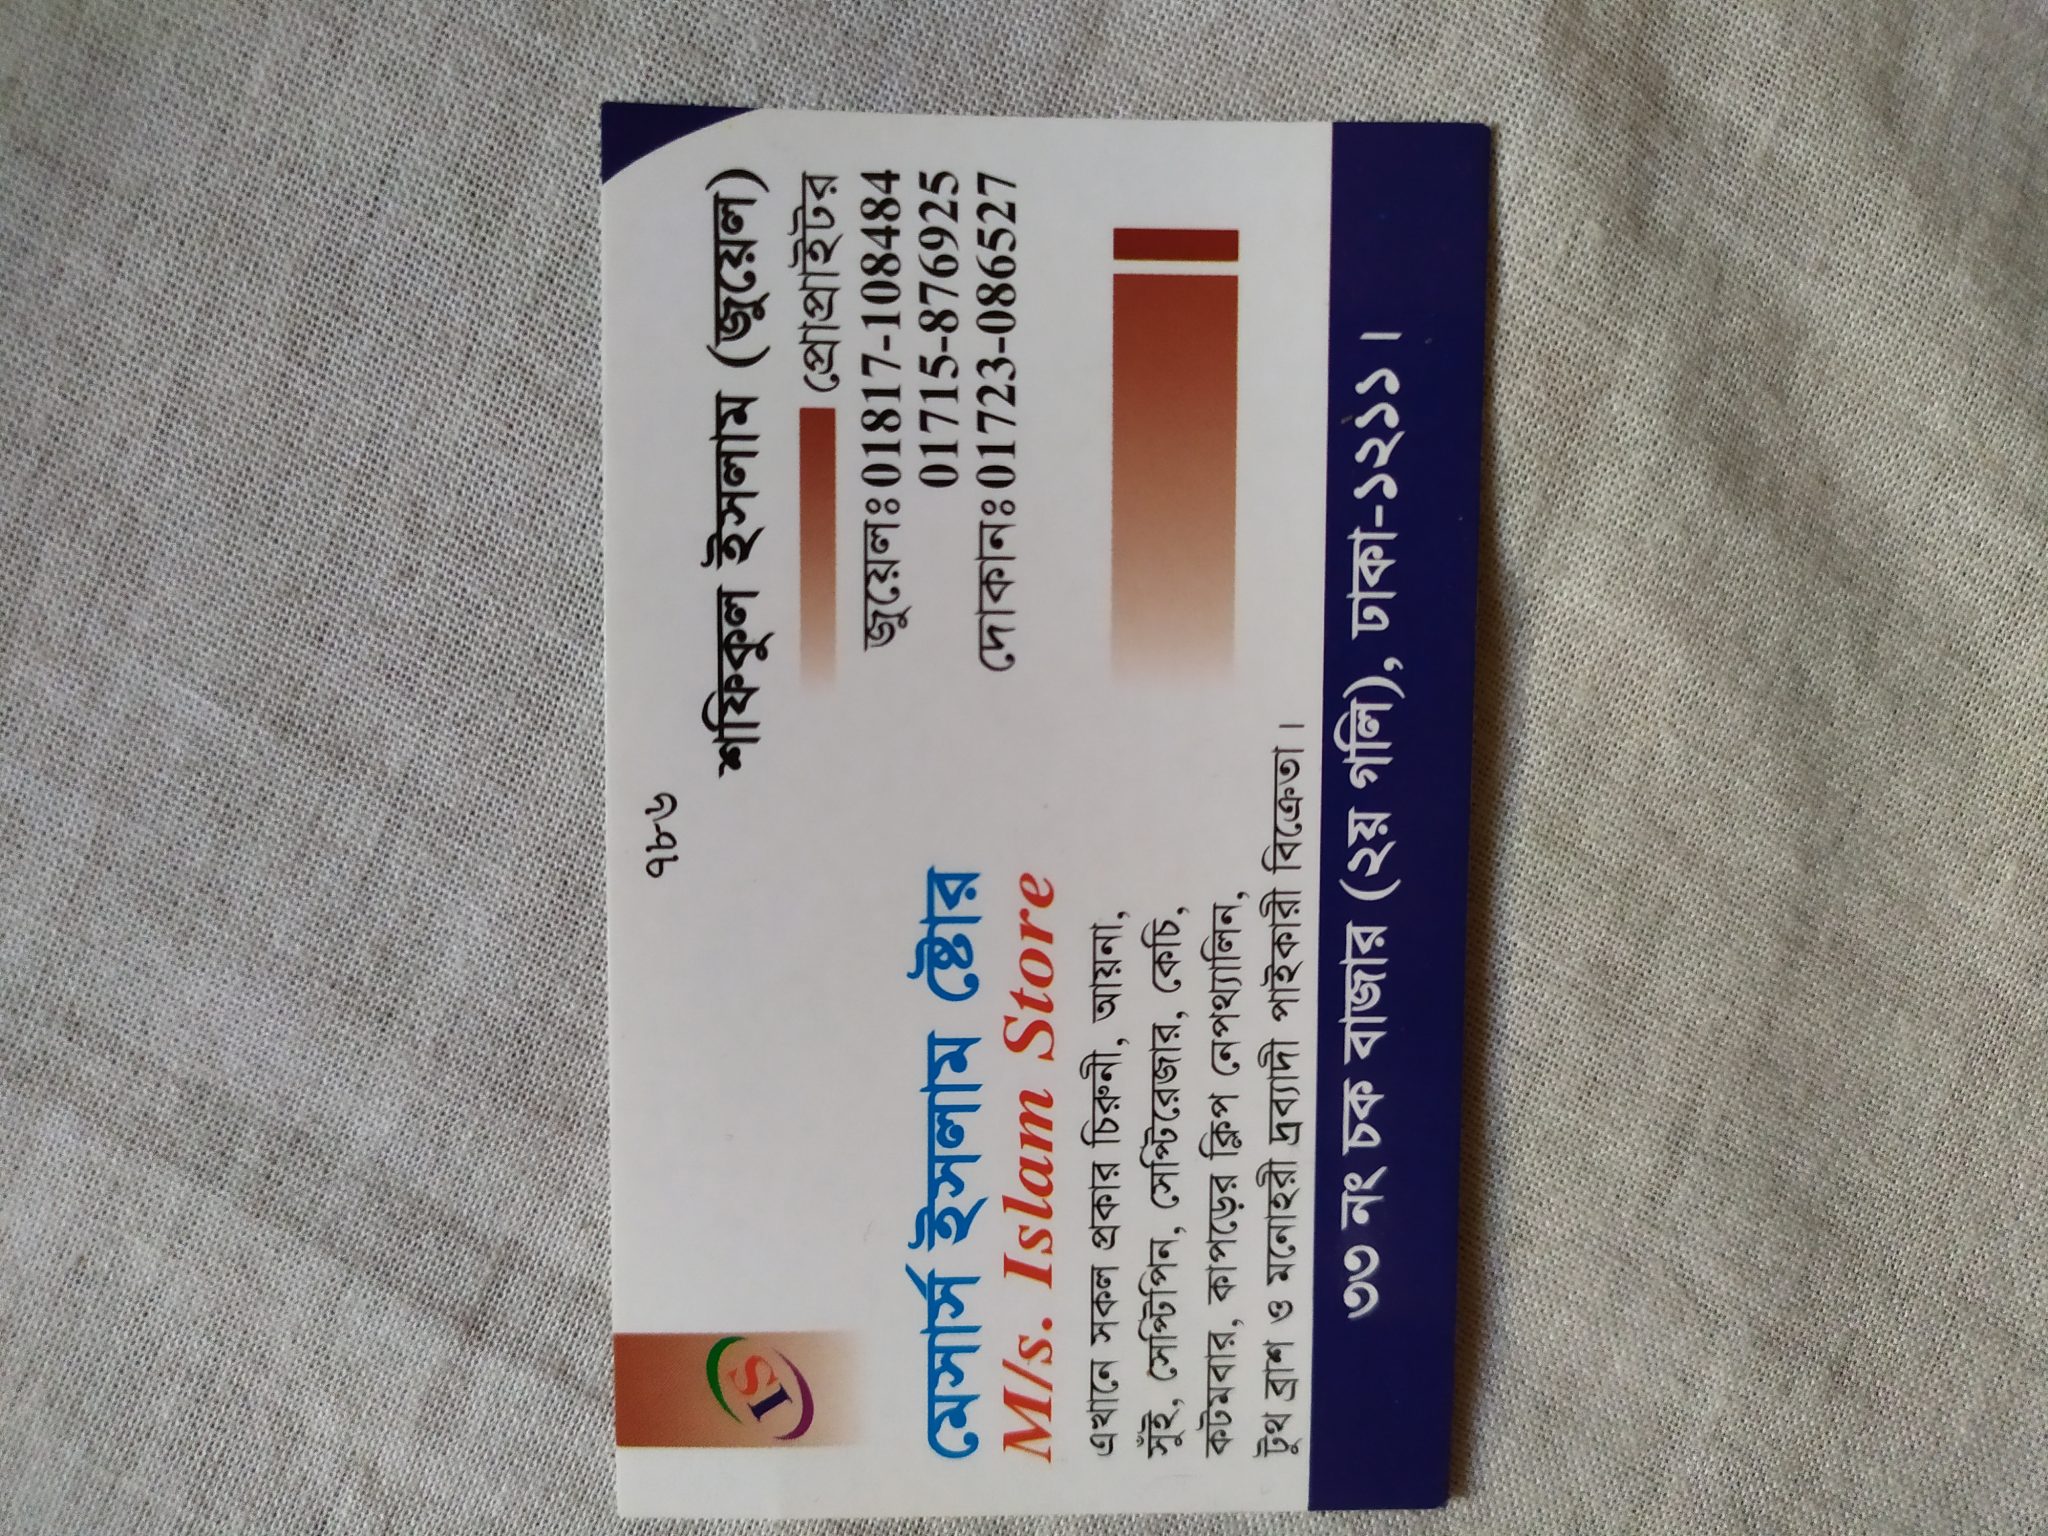 ৭৮৬
IS
শফিকুল ইসলাম (জুয়েল)
প্রোপ্রাইটর
জুয়েলঃ 01817-108484
01715-876925
দোকানঃ 01723-086527
মেসার্স ইসলাম ষ্টোর
M/s. Islam Store
এখানে সকল প্রকার চিরুনী, আয়না,
সুঁই, সেপ্টিপিন, সেপ্টিরেজার, কেচি,
কটমবার, কাপড়ের ক্লিপ নেপথ্যালিন,
টুথ ব্রাশ ও মনোহরী দ্রব্যাদী পাইকারী বিক্রেতা।
৩৩ নং চক বাজার (২য় গলি), ঢাকা-১২১১।